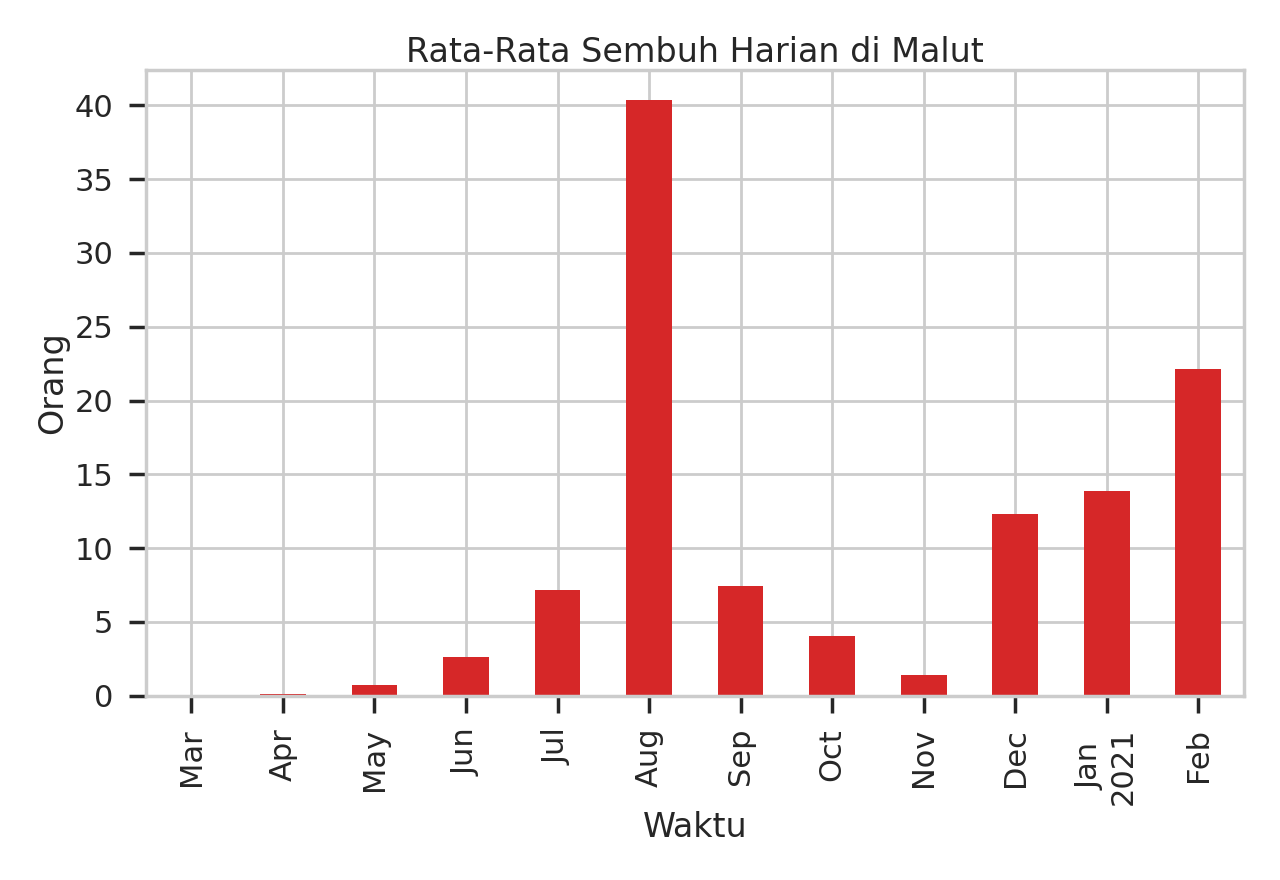 Rata-Rata Sembuh Harian di Malut
Orang
40
35
30
25
20
15
10
5
0
Mar
Apr
May
Jun
Jul
Aug
Sep
Oct
Nov
Dec
Jan
2021
Feb
Waktu